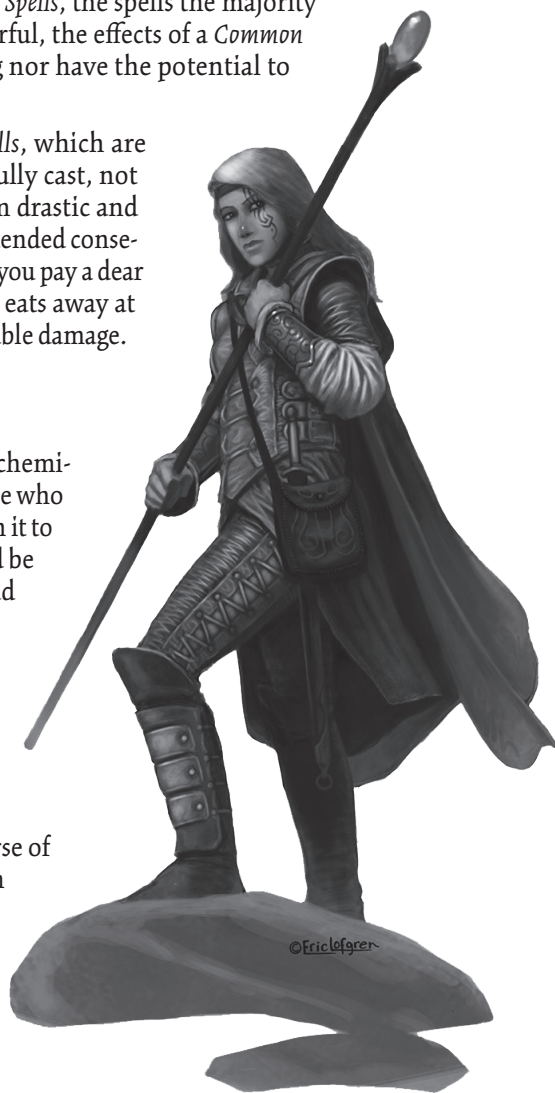 Spells, the spells the majority
rful, the effects of a Common
nor have the potential to
lls, which are
ully cast, not
n drastic and
tended conse-
you pay a dear
eats away at
ble damage.
chemi-
e who
n it to
be
d
se of
©Ericlofgren